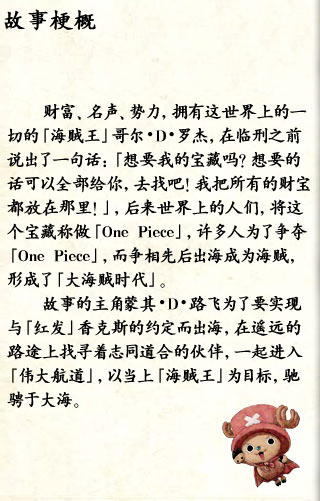 故事梗概
财富、名声、势力，拥有这世界上的一
切的「海贼王」哥尔•D•罗杰，在临刑之前
说出了一句话：「想要我的宝藏吗？想要的
话可以全部给你，去找吧！我把所有的财宝
都放在那里！」，后来世界上的人们，将这
个宝藏称做「One Piece」，许多人为了争夺
「One Piece」，而争相先后出海成为海贼，
形成了「大海贼时代」。
故事的主角蒙其•D•路飞为了要实现
与「红发」香克斯的约定而出海，在遥远的
路途上找寻着志同道合的伙伴，一起进入
「伟大航道」，以当上「海贼王」为目标，驰
骋于大海。